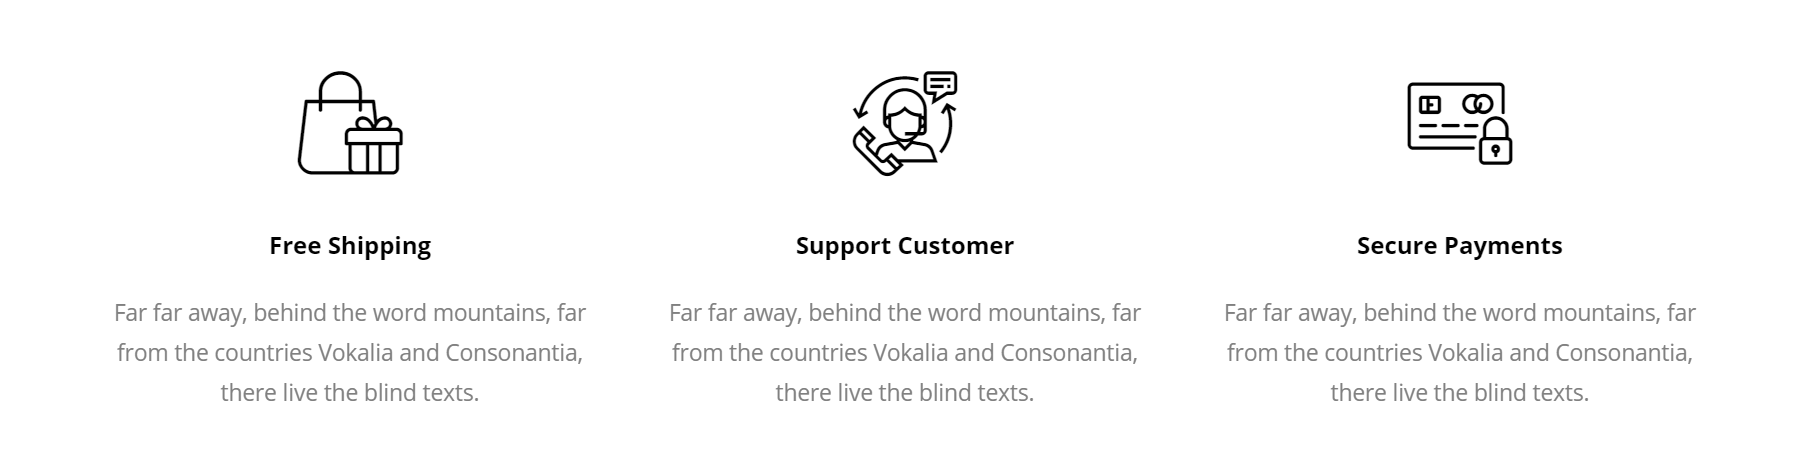 Free Shipping
Far far away, behind the word mountains, far
from the countries Vokalia and Consonantia,
there live the blind texts.
Support Customer
Far far away, behind the word mountains, far
from the countries Vokalia and Consonantia,
there live the blind texts.
Secure Payments
Far far away, behind the word mountains, far
from the countries Vokalia and Consonantia,
there live the blind texts.